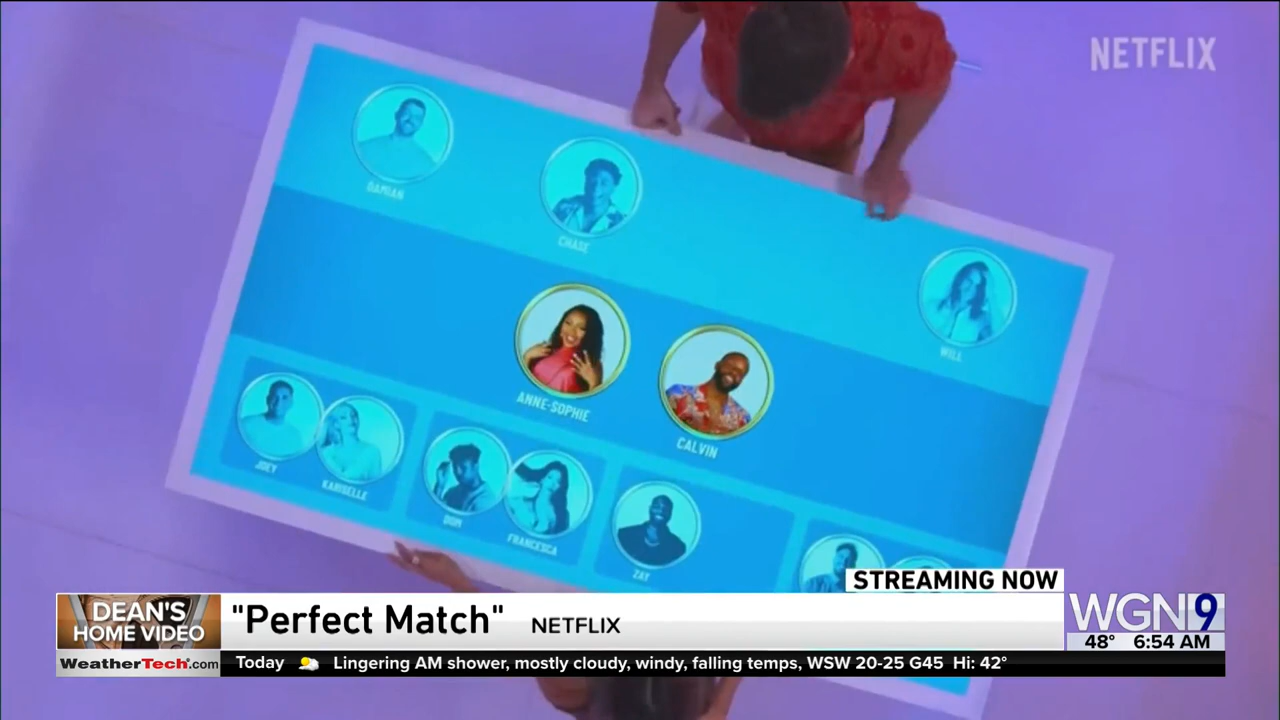 NETFLIX
DAMIAN
CHASE
WILL
ANNE-SOPHIE
CALVIN
JOEY
KARISELLE
DOM
FRANCESCA
ZAY
STREAMING NOW
DEAN'S
HOME VIDEO
"Perfect Match" NETFLIX
WGN9
48° 6:54 AM
WeatherTech.com
Today Lingering AM shower, mostly cloudy, windy, falling temps, WSW 20-25 G45 Hi: 42°